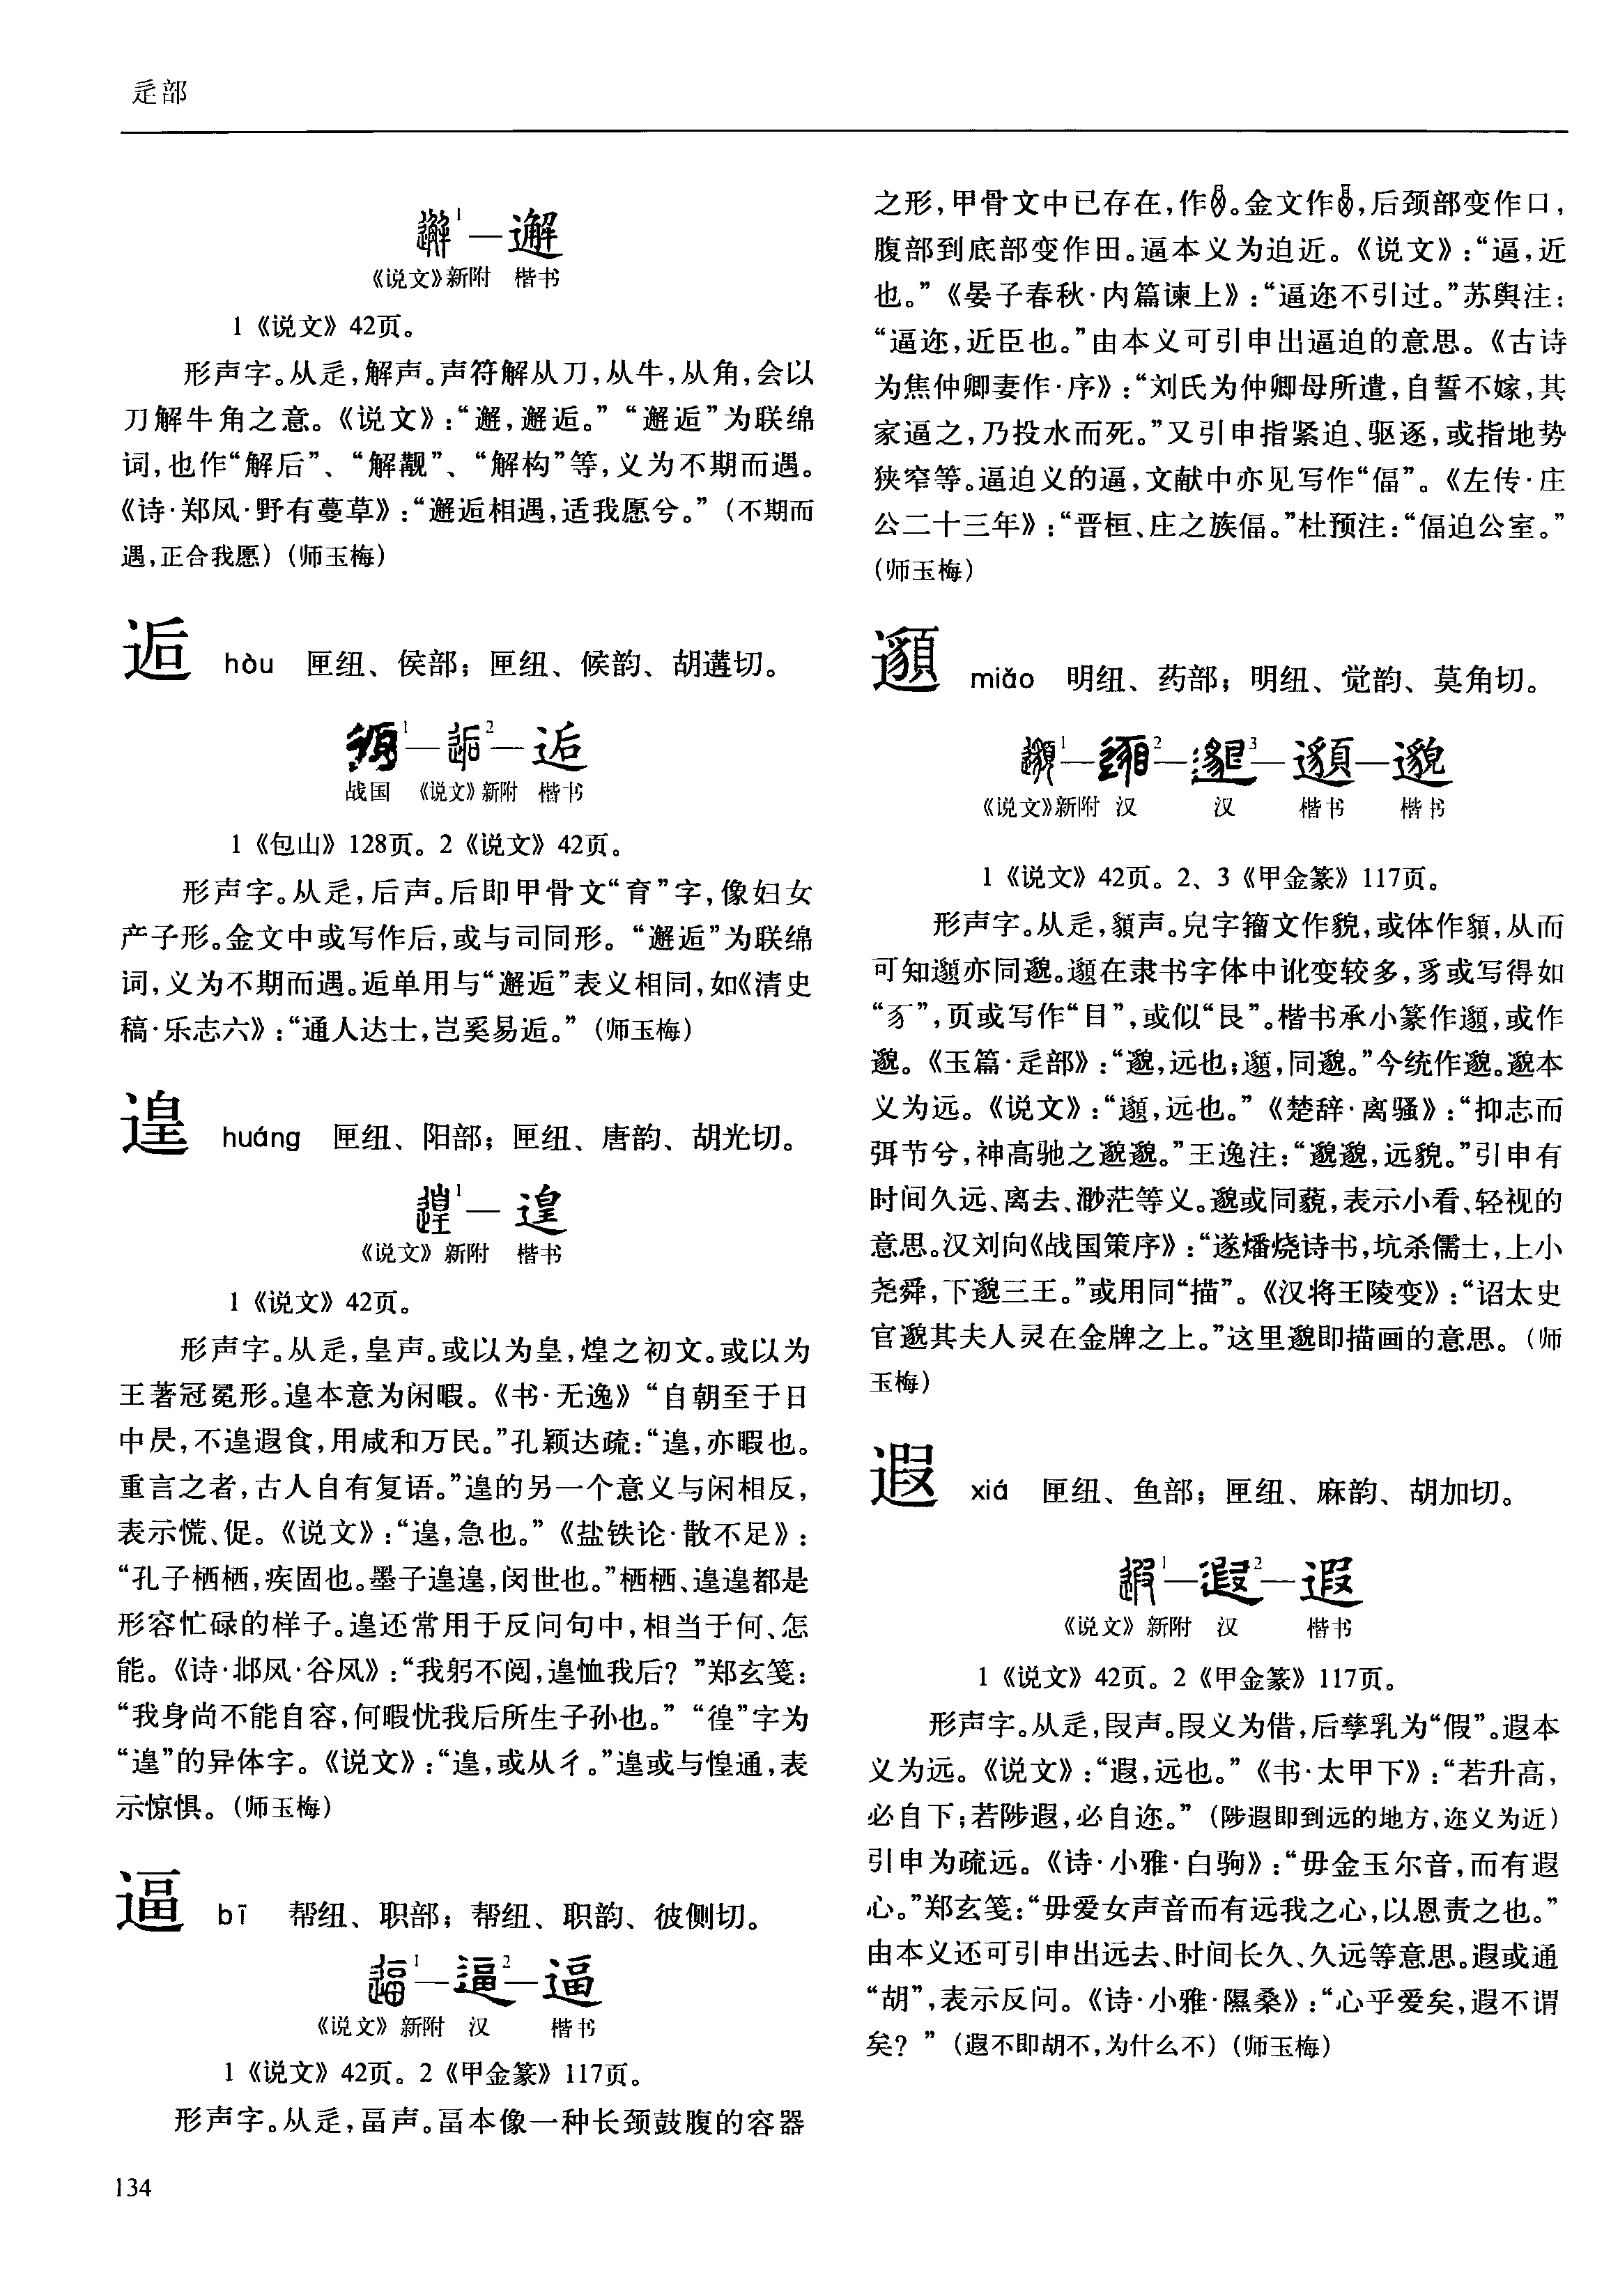 辵部
邂¹—邂
《说文》新附 楷书
1《说文》42页。
形声字。从辵,解声。声符解从刀,从牛,从角,会以
刀解牛角之意。《说文》:“邂,邂逅。”“邂逅”为联绵
词,也作“解后”、“解觏”、“解构”等,义为不期而遇。
《诗·郑风·野有蔓草》:“邂逅相遇,适我愿兮。”(不期而
遇,正合我愿)(师玉梅)
逅 hòu 匣纽、侯部;匣纽、候韵、胡遘切。
¹—逅²—逅
战国 《说文》新附 楷书
1《包山》128页。2《说文》42页。
形声字。从辵,后声。后即甲骨文“育”字,像妇女
产子形。金文中或写作后,或与司同形。“邂逅”为联绵
词,义为不期而遇。逅单用与“邂逅”表义相同,如《清史
稿·乐志六》:“通人达士,岂奚易逅。”(师玉梅)
遑 huáng 匣纽、阳部;匣纽、唐韵、胡光切。
遑¹—遑
《说文》新附 楷书
1《说文》42页。
形声字。从辵,皇声。或以为皇,煌之初文。或以为
王著冠冕形。遑本意为闲暇。《书·无逸》“自朝至于日
中昃,不遑遐食,用咸和万民。”孔颖达疏:“遑,亦暇也。
重言之者,古人自有复语。”遑的另一个意义与闲相反,
表示慌、促。《说文》:“遑,急也。”《盐铁论·散不足》:
“孔子栖栖,疾固也。墨子遑遑,闵世也。”栖栖、遑遑都是
形容忙碌的样子。遑还常用于反问句中,相当于何、怎
能。《诗·邶风·谷风》:“我躬不阅,遑恤我后?”郑玄笺:
“我身尚不能自容,何暇忧我后所生子孙也。”“徨”字为
“遑”的异体字。《说文》:“遑,或从彳。”遑或与惶通,表
示惊惧。(师玉梅)
逼 bī 帮纽、职部;帮纽、职韵、彼侧切。
逼¹—逼²—逼
《说文》新附 汉 楷书
1《说文》42页。2《甲金篆》117页。
形声字。从辵,畐声。畐本像一种长颈鼓腹的容器
134
之形,甲骨文中已存在,作。金文作,后颈部变作口,
腹部到底部变作田。逼本义为迫近。《说文》:“逼,近
也。”《晏子春秋·内篇谏上》:“逼迩不引过。”苏舆注:
“逼迩,近臣也。”由本义可引申出逼迫的意思。《古诗
为焦仲卿妻作·序》:“刘氏为仲卿母所遣,自誓不嫁,其
家逼之,乃投水而死。”又引申指紧迫、驱逐,或指地势
狭窄等。逼迫义的逼,文献中亦见写作“偪”。《左传·庄
公二十三年》:“晋桓、庄之族偪。”杜预注:“偪迫公室。”
(师玉梅)
𨘷 miǎo 明纽、药部;明纽、觉韵、莫角切。
𨘷¹—𨘷²—邈³—𨘷—邈
《说文》新附 汉 汉 楷书 楷书
1《说文》42页。2、3《甲金篆》117页。
形声字。从辵,䫉声。皃字籀文作貌,或体作䫉,从而
可知𨘷亦同邈。𨘷在隶书字体中讹变较多,豸或写得如
“豕”,页或写作“目”,或似“艮”。楷书承小篆作𨘷,或作
邈。《玉篇·辵部》:“邈,远也;𨘷,同邈。”今统作邈。邈本
义为远。《说文》:“𨘷,远也。”《楚辞·离骚》:“抑志而
弭节兮,神高驰之邈邈。”王逸注:“邈邈,远貌。”引申有
时间久远、离去、渺茫等义。邈或同藐,表示小看、轻视的
意思。汉刘向《战国策序》:“遂燔烧诗书,坑杀儒士,上小
尧舜,下邈三王。”或用同“描”。《汉将王陵变》:“诏太史
官邈其夫人灵在金牌之上。”这里邈即描画的意思。(师
玉梅)
遐 xiá 匣纽、鱼部;匣纽、麻韵、胡加切。
遐¹—遐²—遐
《说文》新附 汉 楷书
1《说文》42页。2《甲金篆》117页。
形声字。从辵,叚声。叚义为借,后孳乳为“假”。遐本
义为远。《说文》:“遐,远也。”《书·太甲下》:“若升高,
必自下;若陟遐,必自迩。”(陟遐即到远的地方,迩义为近)
引申为疏远。《诗·小雅·白驹》:“毋金玉尔音,而有遐
心。”郑玄笺:“毋爱女声音而有远我之心,以恩责之也。”
由本义还可引申出远去、时间长久、久远等意思。遐或通
“胡”,表示反问。《诗·小雅·隰桑》:“心乎爱矣,遐不谓
矣?”(遐不即胡不,为什么不)(师玉梅)